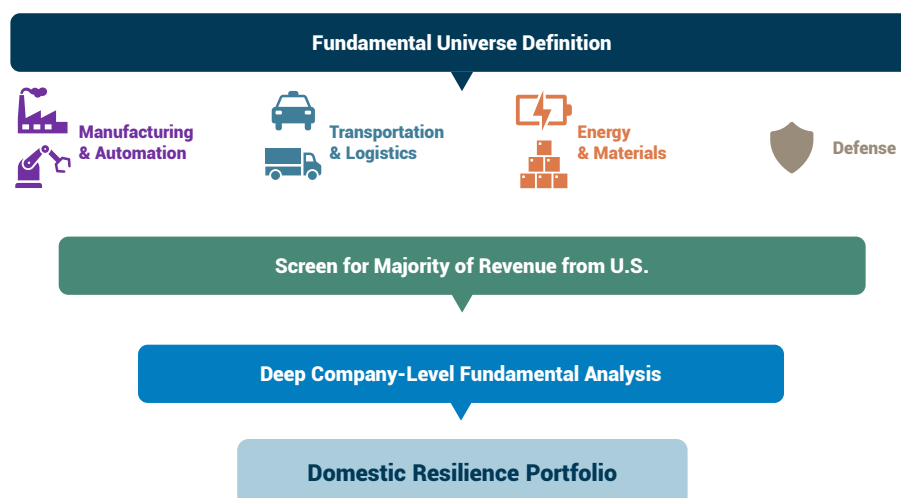 Fundamental Universe Definition
Manufacturing
& Automation
Transportation
& Logistics
Energy
& Materials
Defense
Screen for Majority of Revenue from U.S.
Deep Company-Level Fundamental Analysis
Domestic Resilience Portfolio